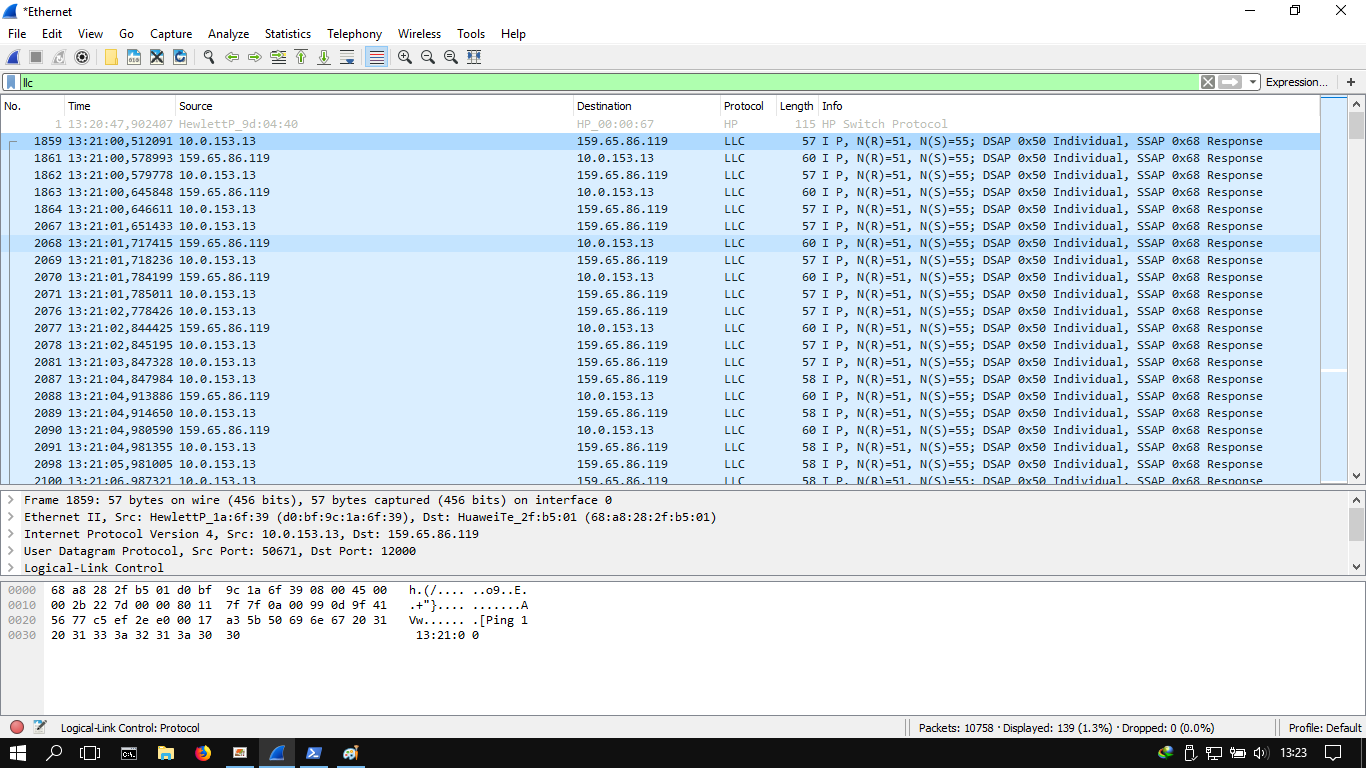 *Ethernet
File Edit View Go Capture Analyze Statistics Telephony Wireless Tools Help
llc Expression... +
No. Time Source Destination Protocol Length Info
1 13:20:47,902407 HewlettP_9d:04:40 HP_00:00:67 HP 115 HP Switch Protocol
1859 13:21:00,512091 10.0.153.13 159.65.86.119 LLC 57 I P, N(R)=51, N(S)=55; DSAP 0x50 Individual, SSAP 0x68 Response
1861 13:21:00,578993 159.65.86.119 10.0.153.13 LLC 60 I P, N(R)=51, N(S)=55; DSAP 0x50 Individual, SSAP 0x68 Response
1862 13:21:00,579778 10.0.153.13 159.65.86.119 LLC 57 I P, N(R)=51, N(S)=55; DSAP 0x50 Individual, SSAP 0x68 Response
1863 13:21:00,645848 159.65.86.119 10.0.153.13 LLC 60 I P, N(R)=51, N(S)=55; DSAP 0x50 Individual, SSAP 0x68 Response
1864 13:21:00,646611 10.0.153.13 159.65.86.119 LLC 57 I P, N(R)=51, N(S)=55; DSAP 0x50 Individual, SSAP 0x68 Response
2067 13:21:01,651433 10.0.153.13 159.65.86.119 LLC 57 I P, N(R)=51, N(S)=55; DSAP 0x50 Individual, SSAP 0x68 Response
2068 13:21:01,717415 159.65.86.119 10.0.153.13 LLC 60 I P, N(R)=51, N(S)=55; DSAP 0x50 Individual, SSAP 0x68 Response
2069 13:21:01,718236 10.0.153.13 159.65.86.119 LLC 57 I P, N(R)=51, N(S)=55; DSAP 0x50 Individual, SSAP 0x68 Response
2070 13:21:01,784199 159.65.86.119 10.0.153.13 LLC 60 I P, N(R)=51, N(S)=55; DSAP 0x50 Individual, SSAP 0x68 Response
2071 13:21:01,785011 10.0.153.13 159.65.86.119 LLC 57 I P, N(R)=51, N(S)=55; DSAP 0x50 Individual, SSAP 0x68 Response
2076 13:21:02,778426 10.0.153.13 159.65.86.119 LLC 57 I P, N(R)=51, N(S)=55; DSAP 0x50 Individual, SSAP 0x68 Response
2077 13:21:02,844425 159.65.86.119 10.0.153.13 LLC 60 I P, N(R)=51, N(S)=55; DSAP 0x50 Individual, SSAP 0x68 Response
2078 13:21:02,845195 10.0.153.13 159.65.86.119 LLC 57 I P, N(R)=51, N(S)=55; DSAP 0x50 Individual, SSAP 0x68 Response
2081 13:21:03,847328 10.0.153.13 159.65.86.119 LLC 57 I P, N(R)=51, N(S)=55; DSAP 0x50 Individual, SSAP 0x68 Response
2087 13:21:04,847984 10.0.153.13 159.65.86.119 LLC 58 I P, N(R)=51, N(S)=55; DSAP 0x50 Individual, SSAP 0x68 Response
2088 13:21:04,913886 159.65.86.119 10.0.153.13 LLC 60 I P, N(R)=51, N(S)=55; DSAP 0x50 Individual, SSAP 0x68 Response
2089 13:21:04,914650 10.0.153.13 159.65.86.119 LLC 58 I P, N(R)=51, N(S)=55; DSAP 0x50 Individual, SSAP 0x68 Response
2090 13:21:04,980590 159.65.86.119 10.0.153.13 LLC 60 I P, N(R)=51, N(S)=55; DSAP 0x50 Individual, SSAP 0x68 Response
2091 13:21:04,981355 10.0.153.13 159.65.86.119 LLC 58 I P, N(R)=51, N(S)=55; DSAP 0x50 Individual, SSAP 0x68 Response
2098 13:21:05,981005 10.0.153.13 159.65.86.119 LLC 58 I P, N(R)=51, N(S)=55; DSAP 0x50 Individual, SSAP 0x68 Response
2100 13:21:06,987321 10.0.153.13 159.65.86.119 LLC 58 I P, N(R)=51, N(S)=55; DSAP 0x50 Individual, SSAP 0x68 Response
Frame 1859: 57 bytes on wire (456 bits), 57 bytes captured (456 bits) on interface 0
Ethernet II, Src: HewlettP_1a:6f:39 (d0:bf:9c:1a:6f:39), Dst: HuaweiTe_2f:b5:01 (68:a8:28:2f:b5:01)
Internet Protocol Version 4, Src: 10.0.153.13, Dst: 159.65.86.119
User Datagram Protocol, Src Port: 50671, Dst Port: 12000
Logical-Link Control
0000 68 a8 28 2f b5 01 d0 bf 9c 1a 6f 39 08 00 45 00 h.(/.... ..o9..E.
0010 00 2b 22 7d 00 00 80 11 7f 7f 0a 00 99 0d 9f 41 .+"}.... .......A
0020 56 77 c5 ef 2e e0 00 17 a3 5b 50 69 6e 67 20 31 Vw...... .[Ping 1
0030 20 31 33 3a 32 31 3a 30 30 13:21:0 0
Logical-Link Control: Protocol Packets: 10758 · Displayed: 139 (1.3%) · Dropped: 0 (0.0%) Profile: Default
13:23